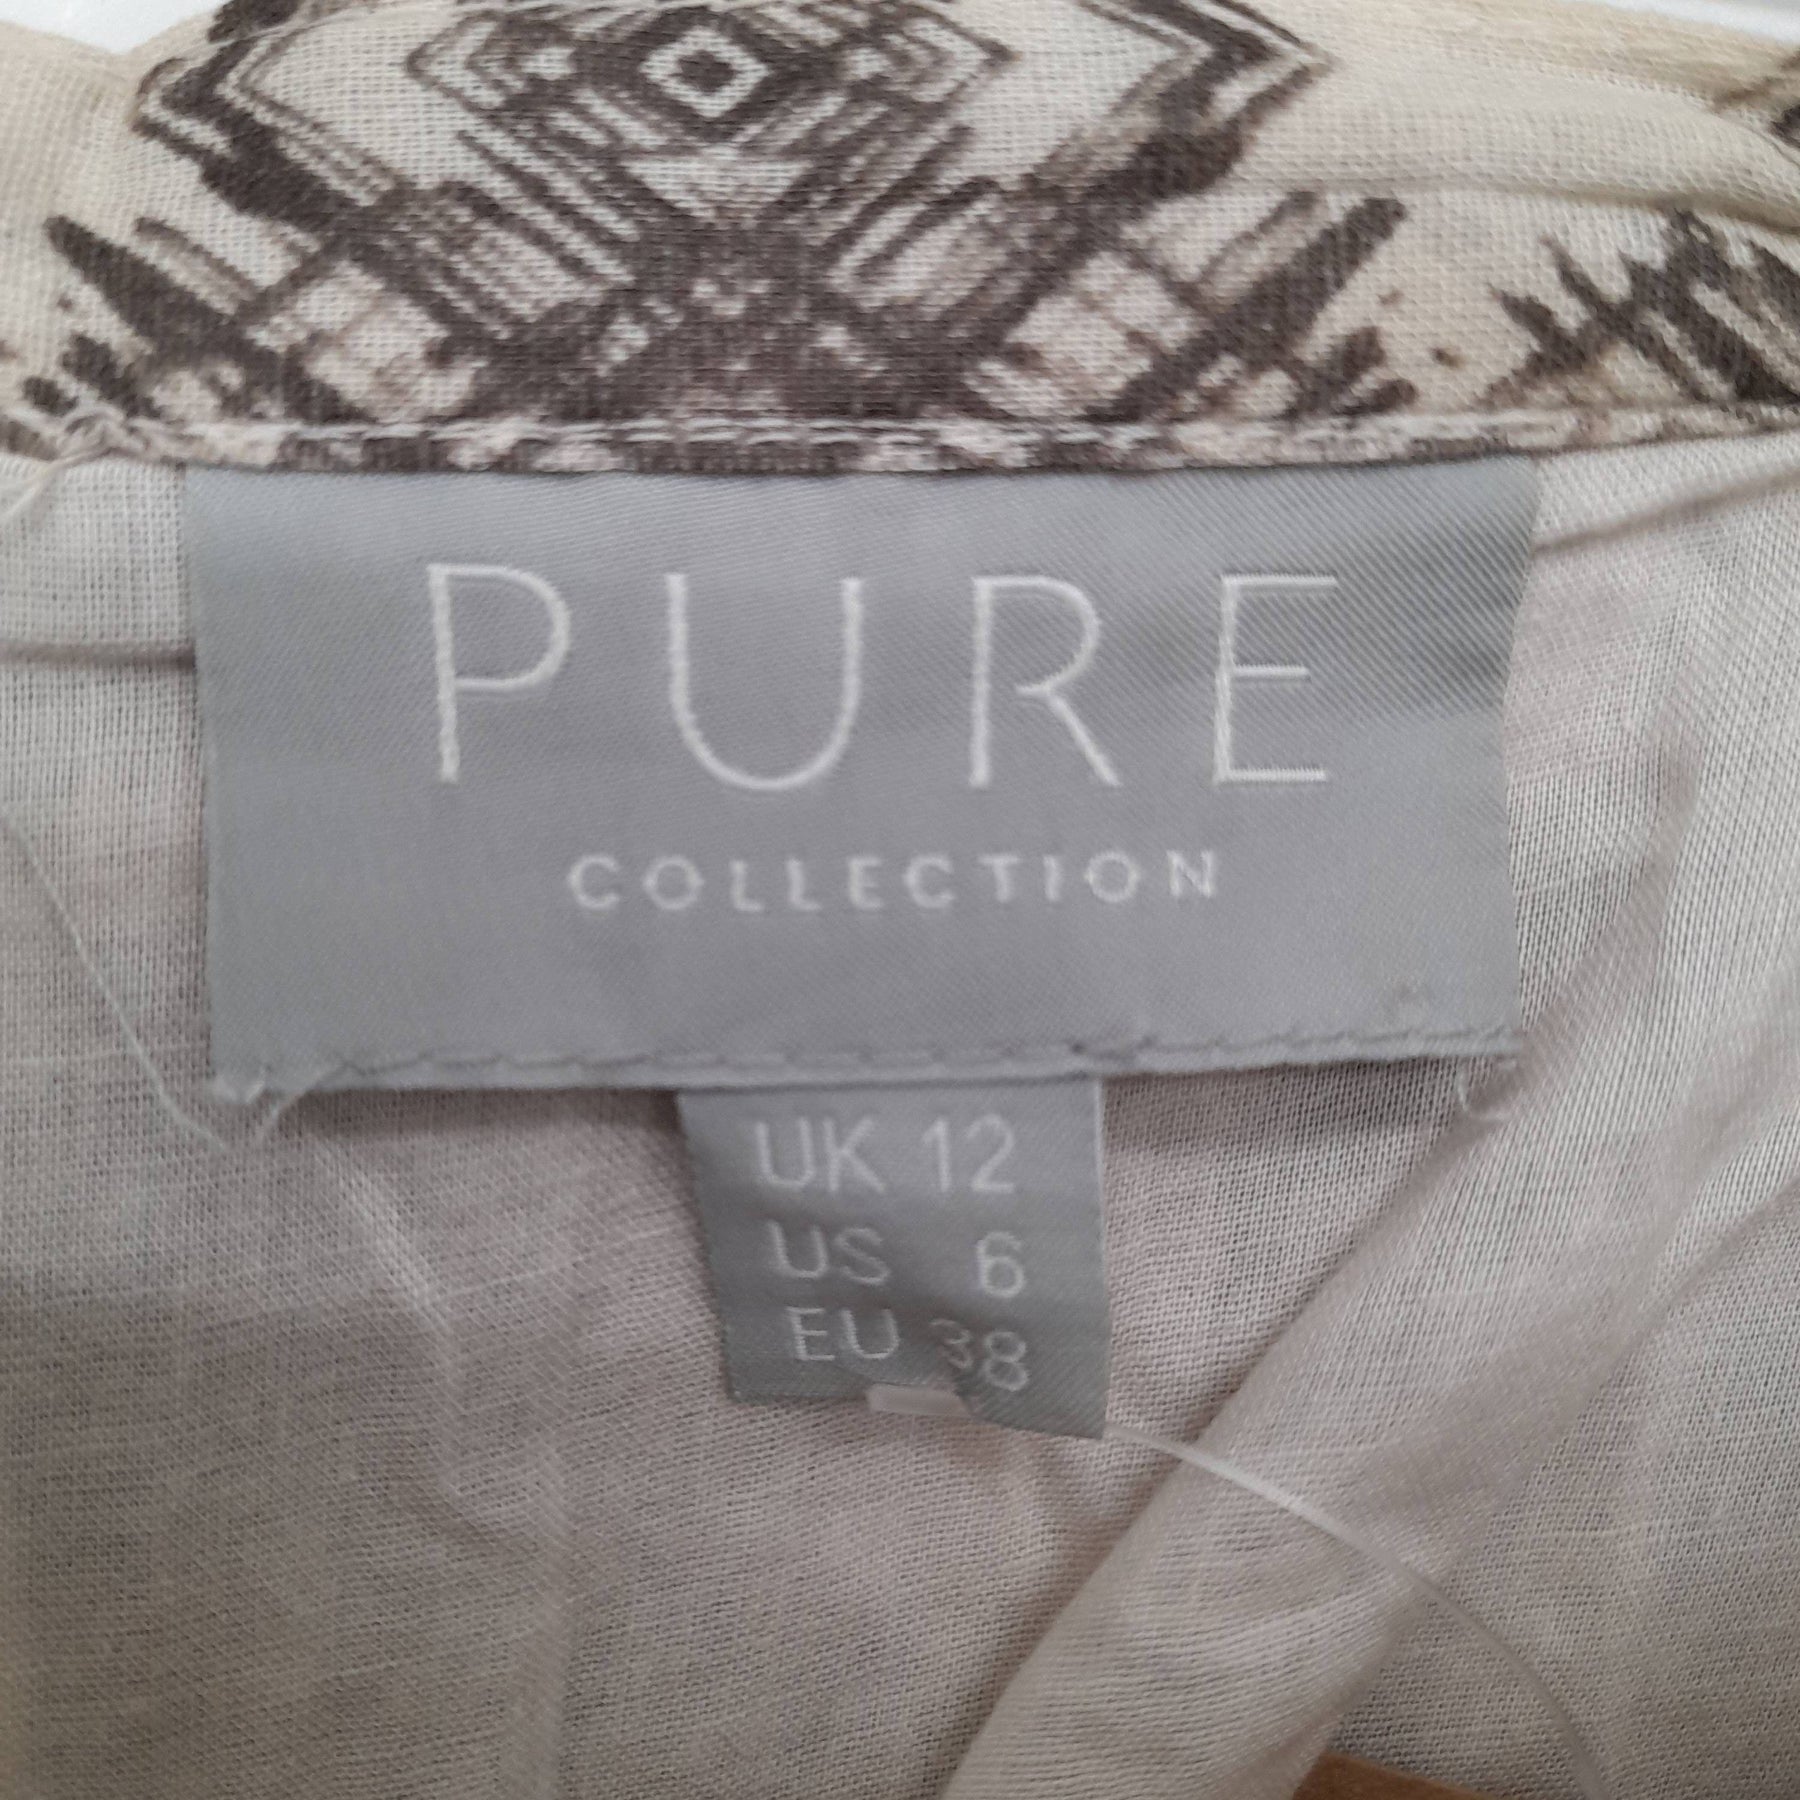 PURE
COLLECTION
UK 12
US 6
EU 38